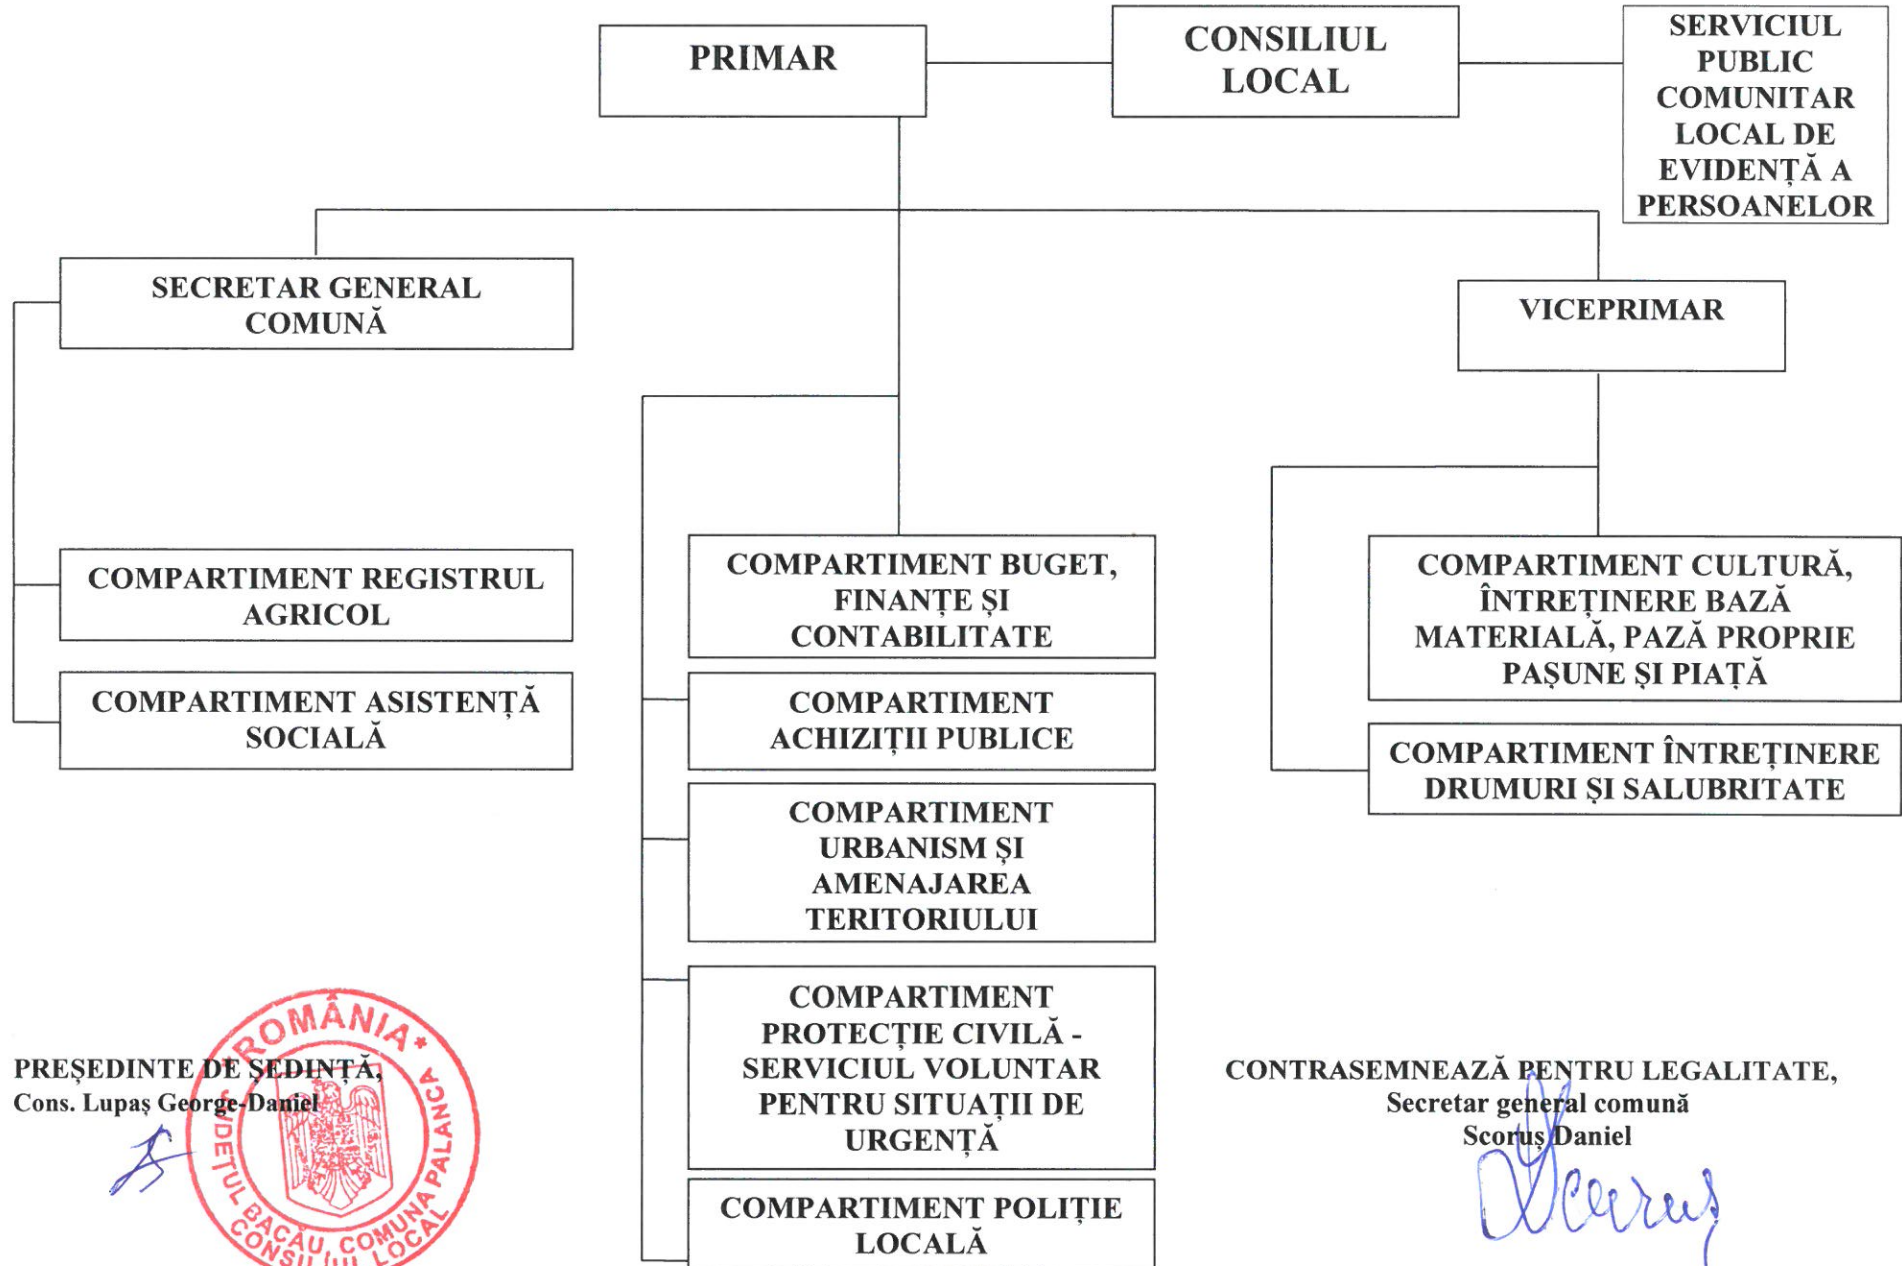 PRIMAR
CONSILIUL
LOCAL
SERVICIUL
PUBLIC
COMUNITAR
LOCAL DE
EVIDENȚĂ A
PERSOANELOR
SECRETAR GENERAL
COMUNĂ
VICEPRIMAR
COMPARTIMENT REGISTRUL
AGRICOL
COMPARTIMENT ASISTENȚĂ
SOCIALĂ
COMPARTIMENT BUGET,
FINANȚE ȘI
CONTABILITATE
COMPARTIMENT
ACHIZIȚII PUBLICE
COMPARTIMENT
URBANISM ȘI
AMENAJAREA
TERITORIULUI
COMPARTIMENT
PROTECȚIE CIVILĂ -
SERVICIUL VOLUNTAR
PENTRU SITUAȚII DE
URGENȚĂ
COMPARTIMENT POLIȚIE
LOCALĂ
COMPARTIMENT CULTURĂ,
ÎNTREȚINERE BAZĂ
MATERIALĂ, PAZĂ PROPRIE
PAȘUNE ȘI PIAȚĂ
COMPARTIMENT ÎNTREȚINERE
DRUMURI ȘI SALUBRITATE
PREȘEDINTE DE ȘEDINȚĂ,
Cons. Lupaș George-Daniel
*ROMÂNIA*
JUDEȚUL BACĂU, COMUNA PALANCA
CONSILIUL LOCAL
CONTRASEMNEAZĂ PENTRU LEGALITATE,
Secretar general comună
Scoruș Daniel